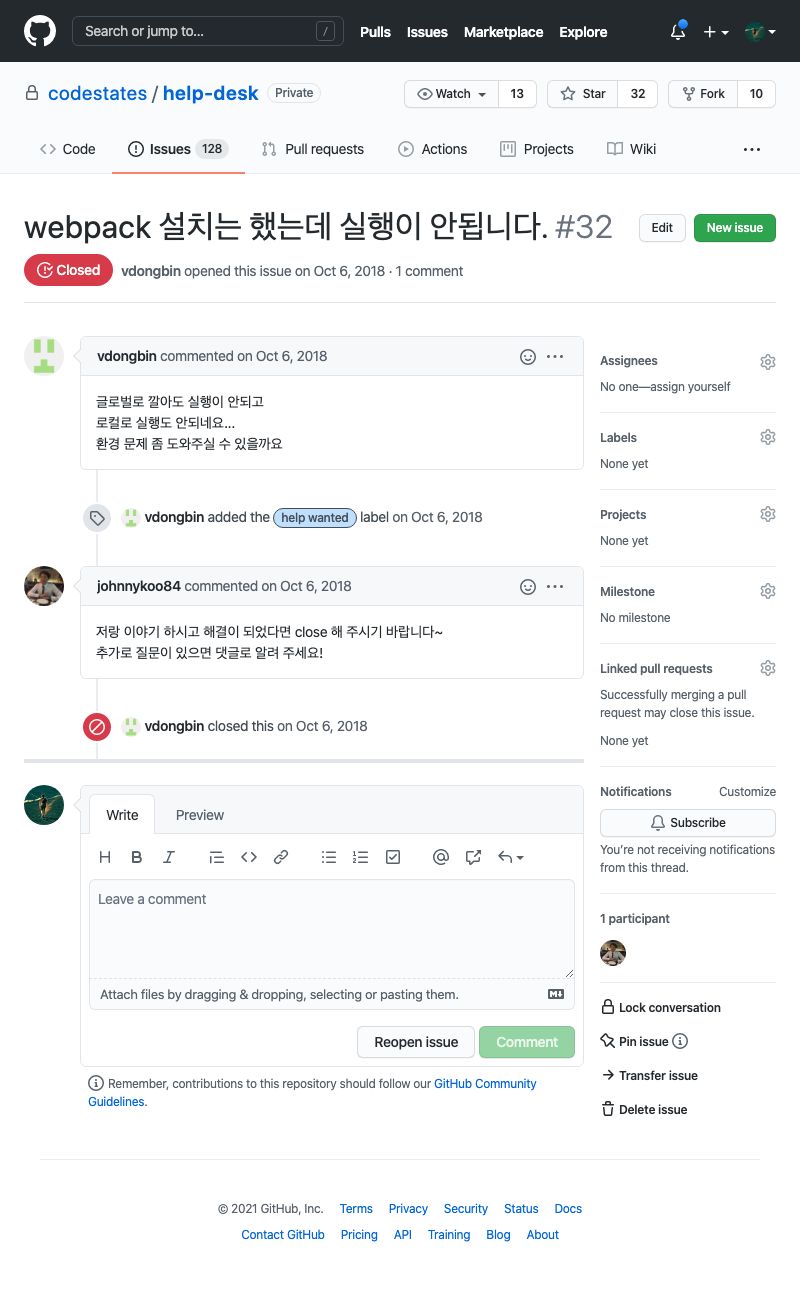 Search or jump to... /
Pulls Issues Marketplace Explore
codestates / help-desk Private
Watch 13 Star 32 Fork 10
Code Issues 128 Pull requests Actions Projects Wiki ...
webpack 설치는 했는데 실행이 안됩니다. #32
Edit New issue
Closed vdongbin opened this issue on Oct 6, 2018 · 1 comment
vdongbin commented on Oct 6, 2018
글로벌로 깔아도 실행이 안되고
로컬로 실행도 안되네요...
환경 문제 좀 도와주실 수 있을까요
vdongbin added the help wanted label on Oct 6, 2018
johnnykoo84 commented on Oct 6, 2018
저랑 이야기 하시고 해결이 되었다면 close 해 주시기 바랍니다~
추가로 질문이 있으면 댓글로 알려 주세요!
vdongbin closed this on Oct 6, 2018
Write Preview
H B I
Leave a comment
Attach files by dragging & dropping, selecting or pasting them.
Reopen issue Comment
Remember, contributions to this repository should follow our GitHub Community
Guidelines.
Assignees
No one—assign yourself
Labels
None yet
Projects
None yet
Milestone
No milestone
Linked pull requests
Successfully merging a pull
request may close this issue.
None yet
Notifications Customize
Subscribe
You're not receiving notifications
from this thread.
1 participant
Lock conversation
Pin issue
Transfer issue
Delete issue
© 2021 GitHub, Inc. Terms Privacy Security Status Docs
Contact GitHub Pricing API Training Blog About